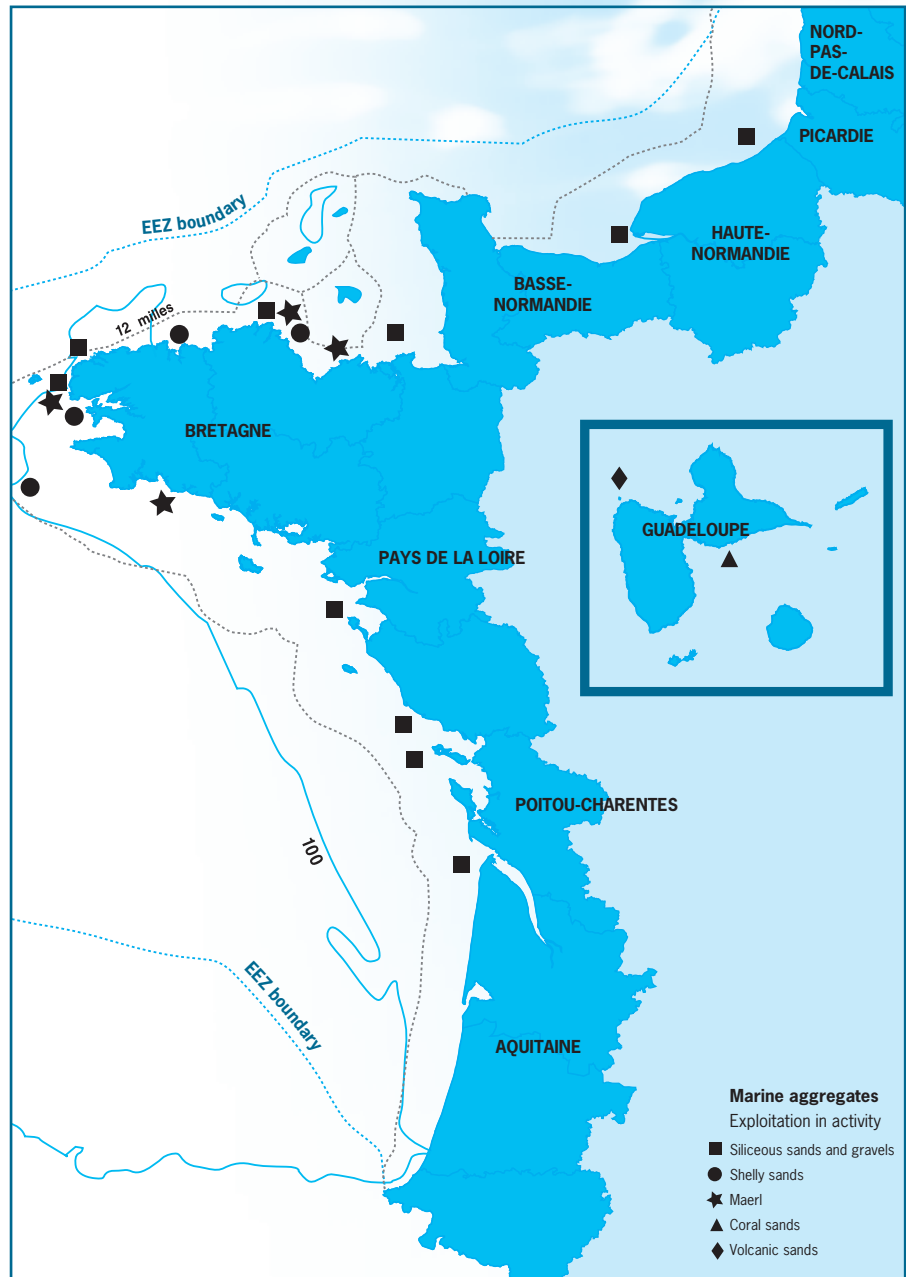 NORD-
PAS-
DE-CALAIS
PICARDIE
EEZ boundary
HAUTE-
NORMANDIE
BASSE-
NORMANDIE
12 milles
BRETAGNE
GUADELOUPE
PAYS DE LA LOIRE
POITOU-CHARENTES
100
EEZ boundary
AQUITAINE
Marine aggregates
Exploitation in activity
Siliceous sands and gravels
Shelly sands
Maerl
Coral sands
Volcanic sands